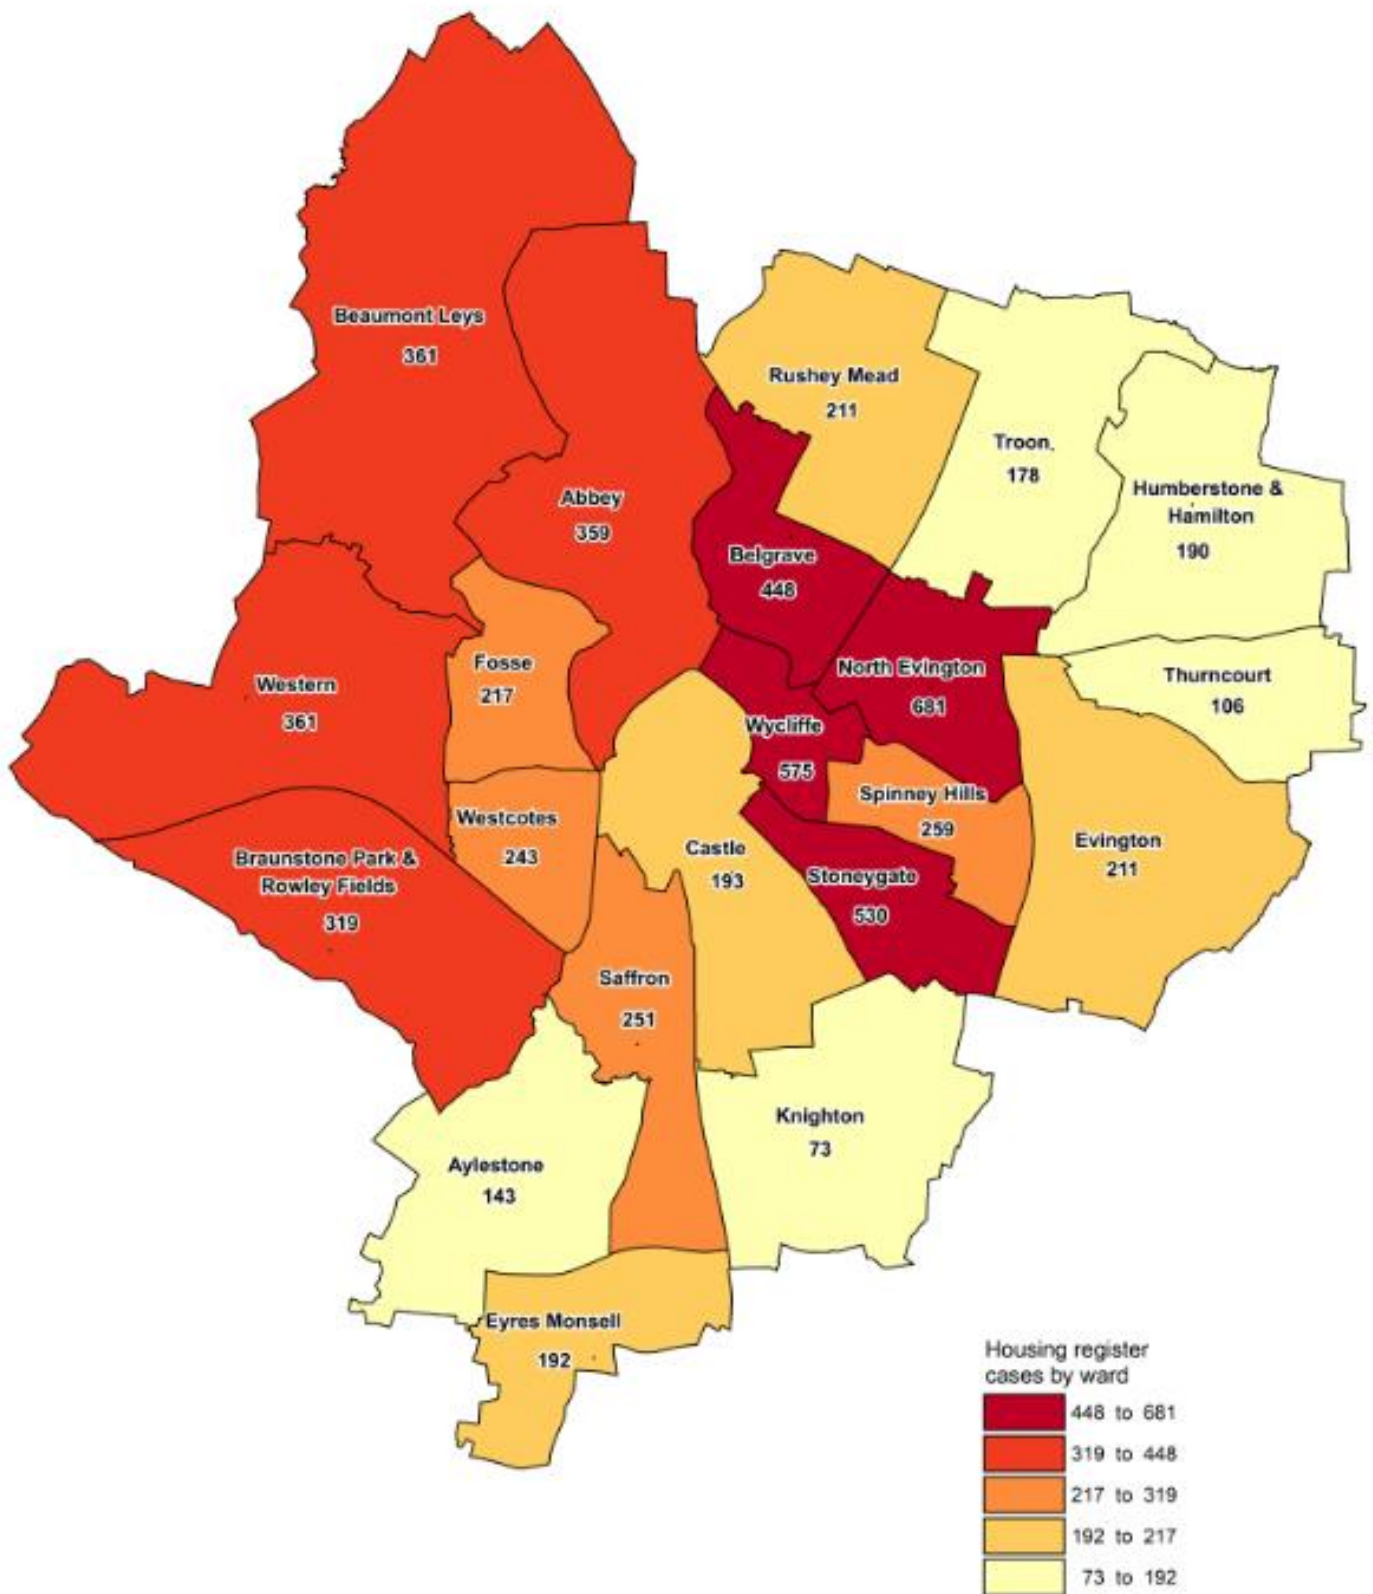 Beaumont Leys
361
Rushey Mead
211
Troon
178
Humberstone &
Hamilton
190
Abbey
359
Belgrave
448
Fosse
217
North Evington
681
Thurncourt
106
Western
361
Wycliffe
575
Spinney Hills
259
Westcotes
243
Braunstone Park &
Rowley Fields
319
Castle
193
Stoneygate
530
Evington
211
Saffron
251
Knighton
73
Aylestone
143
Eyres Monsell
192
Housing register
cases by ward
448 to 681
319 to 448
217 to 319
192 to 217
73 to 192